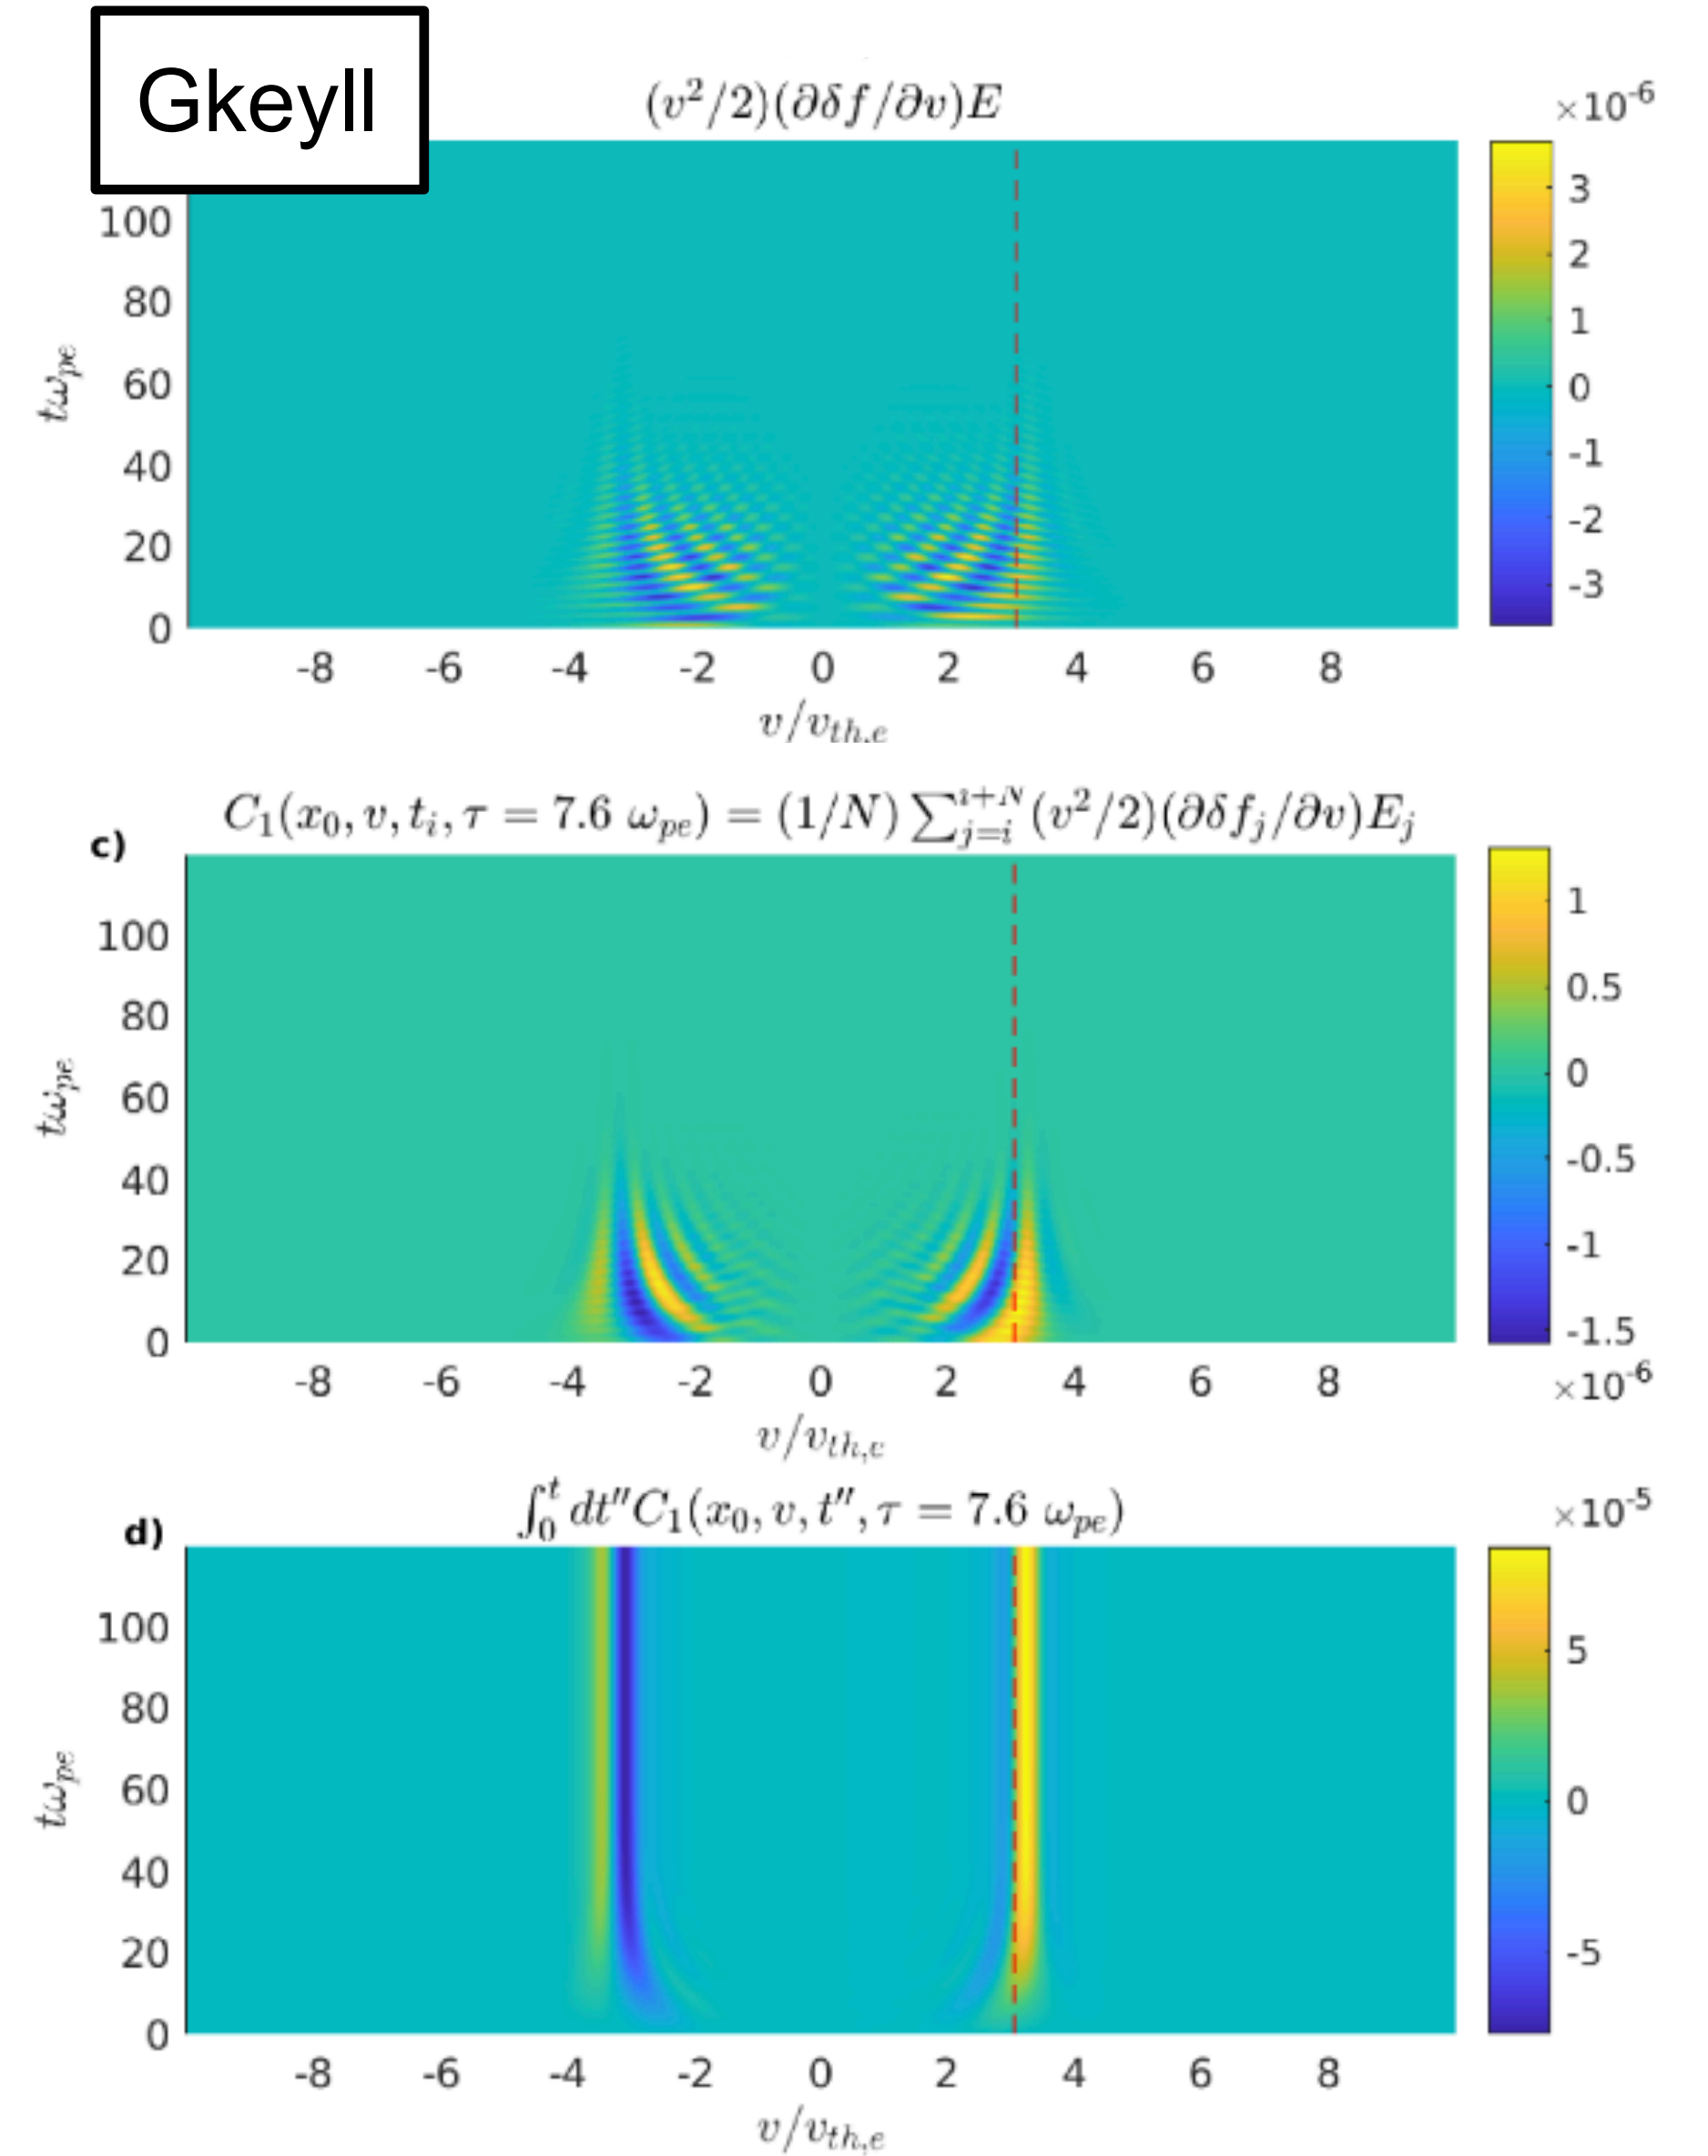 Gkeyll
(v²/2)(∂δf/∂v)E
×10⁻⁶
100
80
60
40
20
0
tω_pe
3
2
1
0
-1
-2
-3
-8 -6 -4 -2 0 2 4 6 8
v/v_th,e
c)
C₁(x₀, v, t_i, τ = 7.6 ω_pe) = (1/N) ∑_{j=i}^{i+N} (v²/2)(∂δf_j/∂v)E_j
100
80
60
40
20
0
tω_pe
1
0.5
0
-0.5
-1
-1.5
×10⁻⁶
-8 -6 -4 -2 0 2 4 6 8
v/v_th,e
d)
∫₀ᵗ dt″C₁(x₀, v, t″, τ = 7.6 ω_pe)
×10⁻⁵
100
80
60
40
20
0
tω_pe
5
0
-5
-8 -6 -4 -2 0 2 4 6 8
v/v_th,e